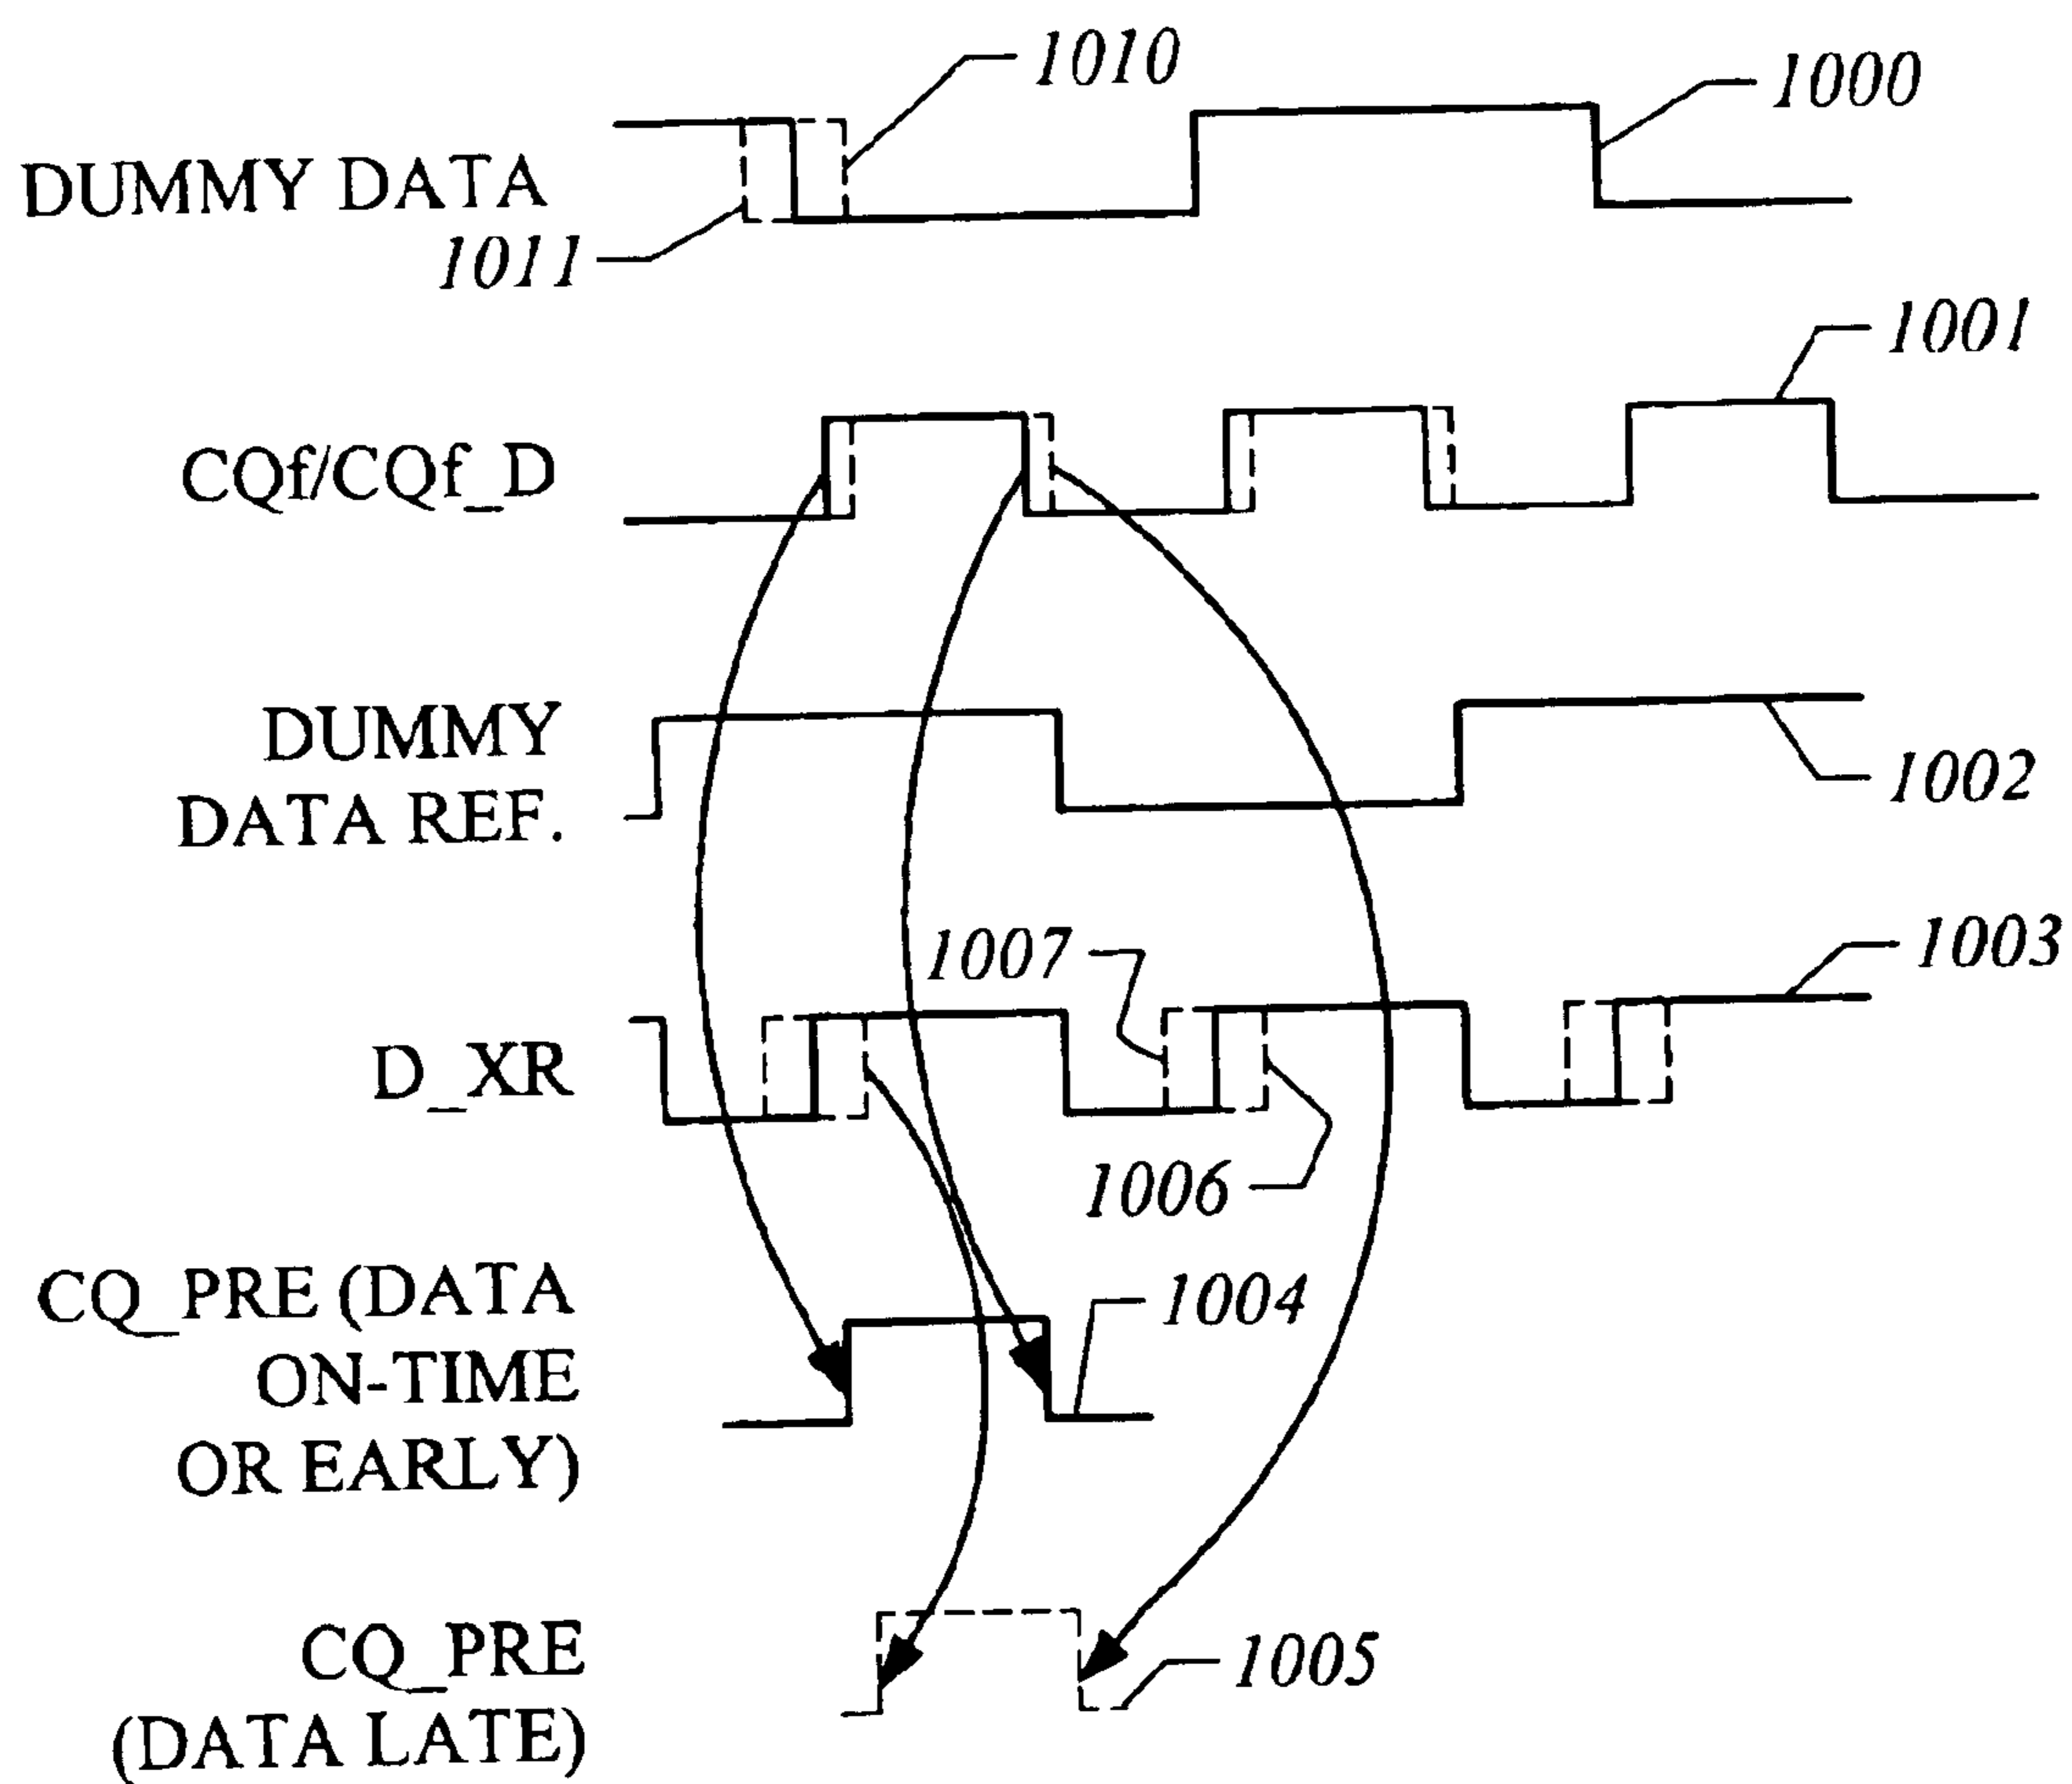 1010
1000
DUMMY DATA
1011
1001
CQf/CQf_D
DUMMY
DATA REF.
1002
1007
1003
D_XR
1006
CQ_PRE (DATA
ON-TIME
OR EARLY)
1004
CQ_PRE
(DATA LATE)
1005